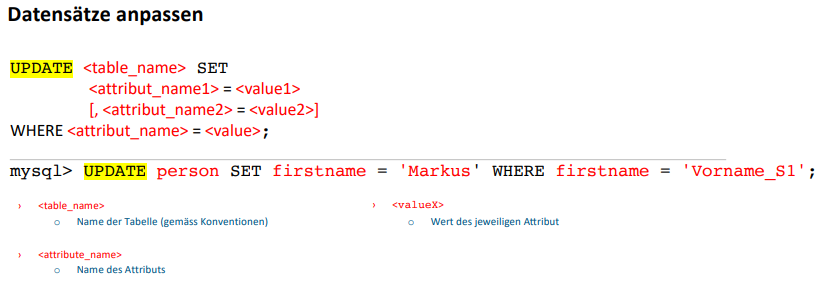 Datensätze anpassen
UPDATE <table_name> SET
<attribut_name1> = <value1>
[, <attribut_name2> = <value2>]
WHERE <attribut_name> = <value>;
mysql> UPDATE person SET firstname = 'Markus' WHERE firstname = 'Vorname_S1';
› <table_name>
o Name der Tabelle (gemäss Konventionen)
› <attribute_name>
o Name des Attributs
› <valueX>
o Wert des jeweiligen Attribut